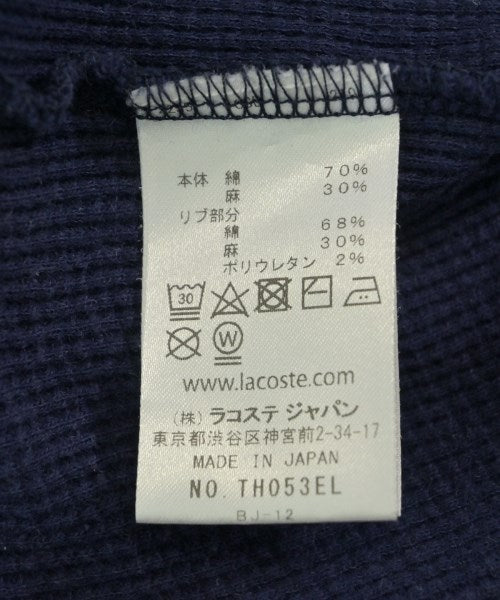 本体 綿 70%
麻 30%
リブ部分
綿 68%
麻 30%
ポリウレタン 2%
30
W
www.lacoste.com
(株) ラコステ ジャパン
東京都渋谷区神宮前2-34-17
MADE IN JAPAN
NO. TH053EL
BJ-12